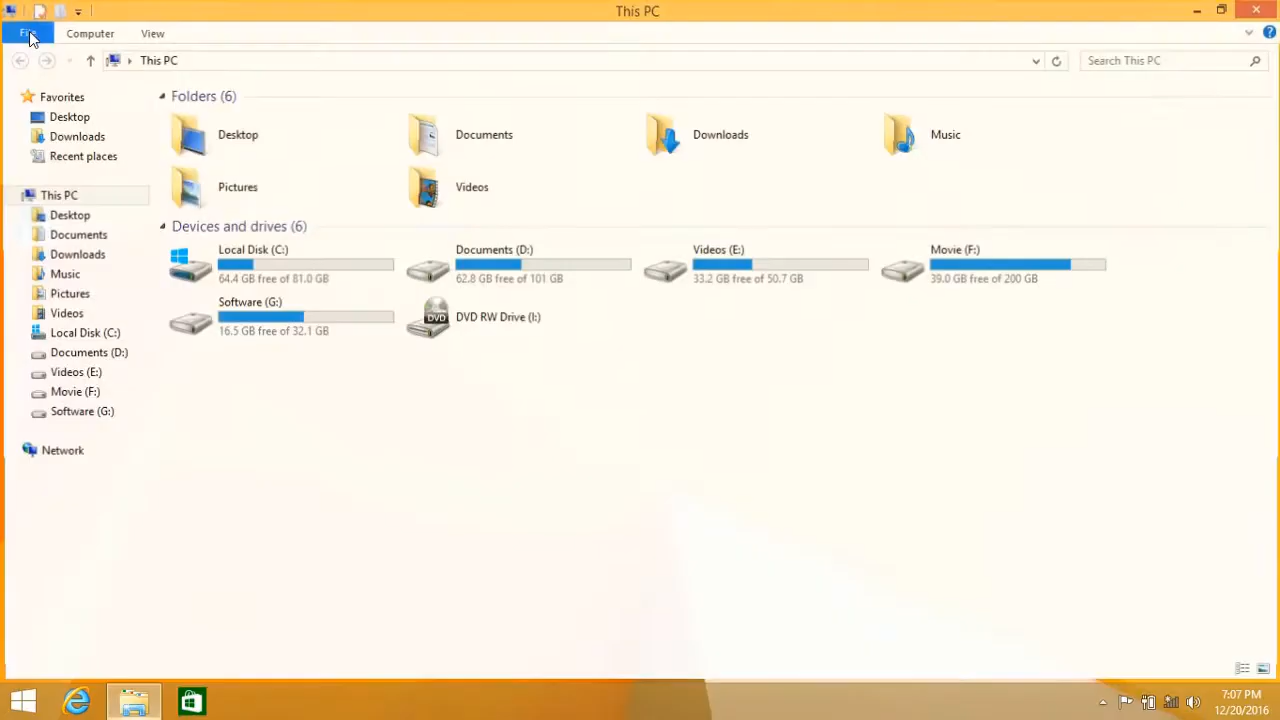 This PC
Computer
View
This PC
Search This PC
Favorites
Desktop
Downloads
Recent places
This PC
Desktop
Documents
Downloads
Music
Pictures
Videos
Local Disk (C:)
Documents (D:)
Videos (E:)
Movie (F:)
Software (G:)
Network
Folders (6)
Desktop
Documents
Downloads
Music
Pictures
Videos
Devices and drives (6)
Local Disk (C:)
64.4 GB free of 81.0 GB
Documents (D:)
62.8 GB free of 101 GB
Videos (E:)
33.2 GB free of 50.7 GB
Movie (F:)
39.0 GB free of 200 GB
Software (G:)
16.5 GB free of 32.1 GB
DVD
DVD RW Drive (I:)
7:07 PM
12/20/2016